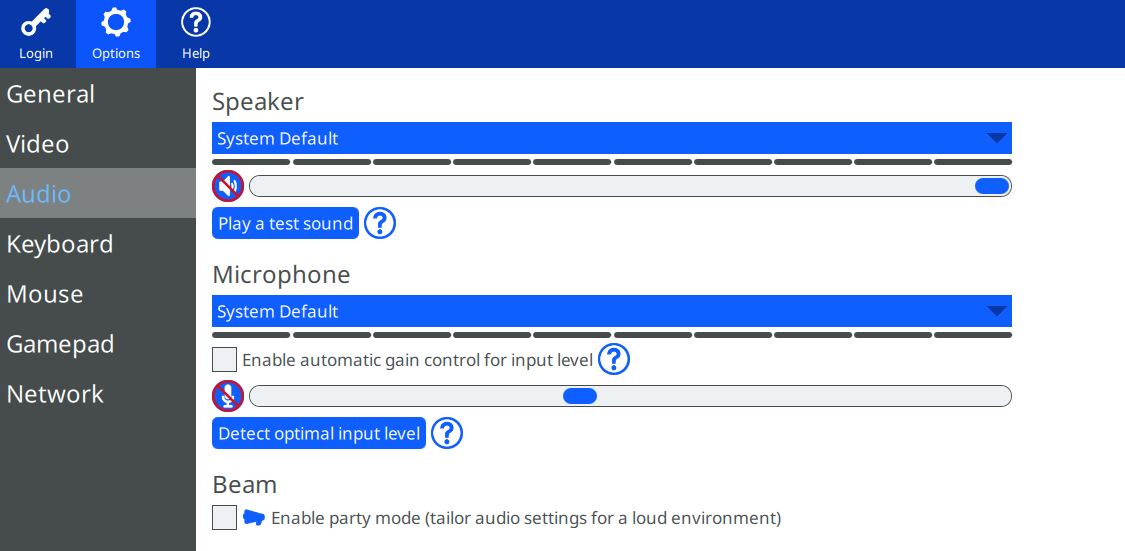 Login
Options
Help
General
Video
Audio
Keyboard
Mouse
Gamepad
Network
Speaker
System Default
Play a test sound
?
Microphone
System Default
Enable automatic gain control for input level
?
Detect optimal input level
?
Beam
Enable party mode (tailor audio settings for a loud environment)